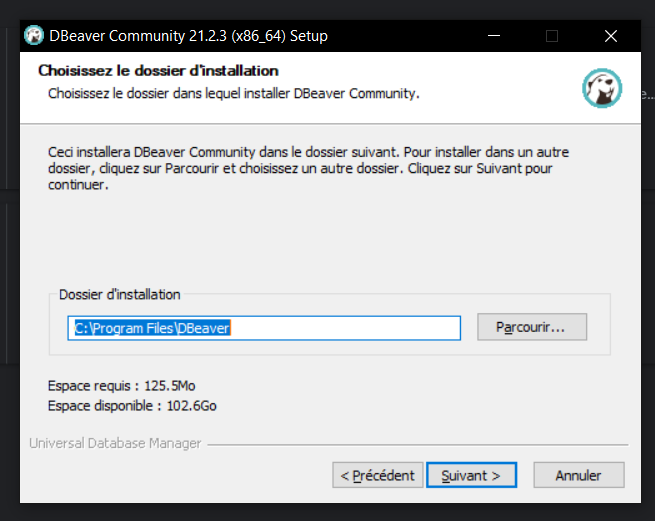 DBeaver Community 21.2.3 (x86_64) Setup
Choisissez le dossier d'installation
Choisissez le dossier dans lequel installer DBeaver Community.
Ceci installera DBeaver Community dans le dossier suivant. Pour installer dans un autre
dossier, cliquez sur Parcourir et choisissez un autre dossier. Cliquez sur Suivant pour
continuer.
Dossier d'installation
C:\Program Files\DBeaver
Parcourir...
Espace requis : 125.5Mo
Espace disponible : 102.6Go
Universal Database Manager
< Précédent
Suivant >
Annuler